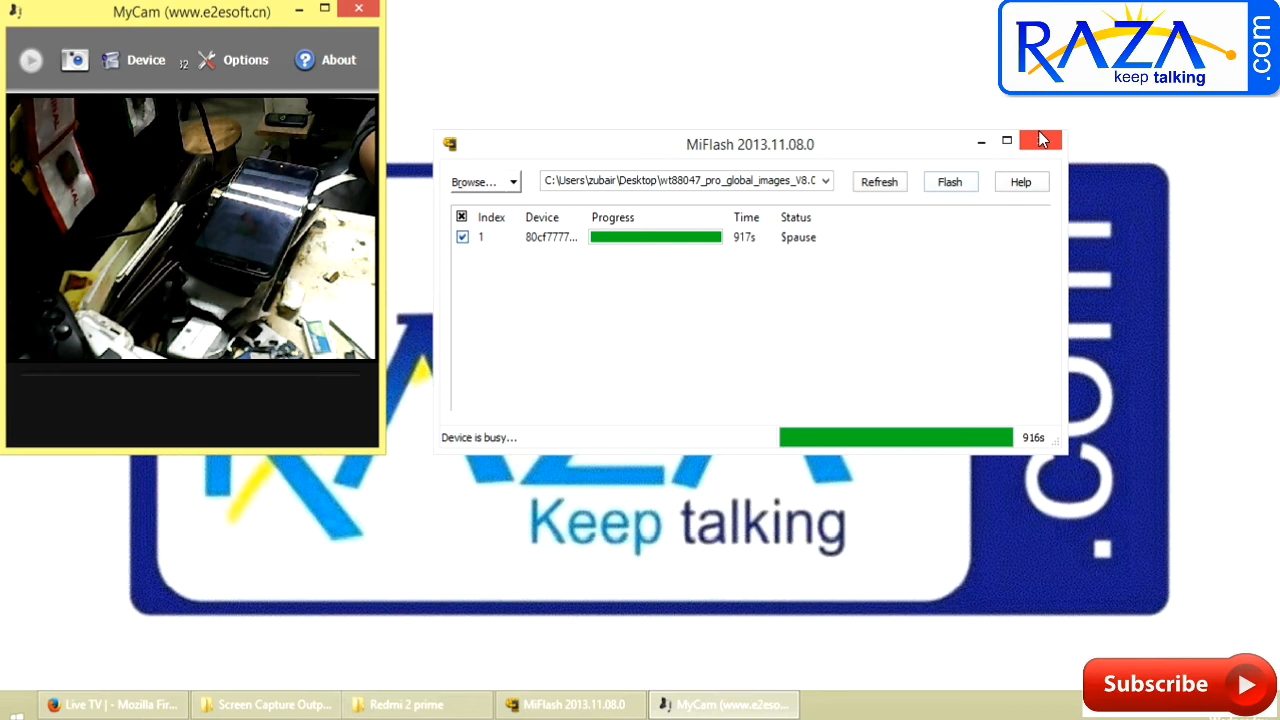 MyCam (www.e2esoft.cn)
Device
Options
About
RAZA
keep talking
.com
MiFlash 2013.11.08.0
Browse...
C:\Users\zubair\Desktop\wt88047_pro_global_images_V8.0
Refresh
Flash
Help
Index Device Progress Time Status
1 80cf7777... 917s $pause
Device is busy...
916s
Keep talking
.com
Subscribe
Live TV | - Mozilla Fir...
Screen Capture Outp...
Redmi 2 prime
MiFlash 2013.11.08.0
MyCam (www.e2eso...